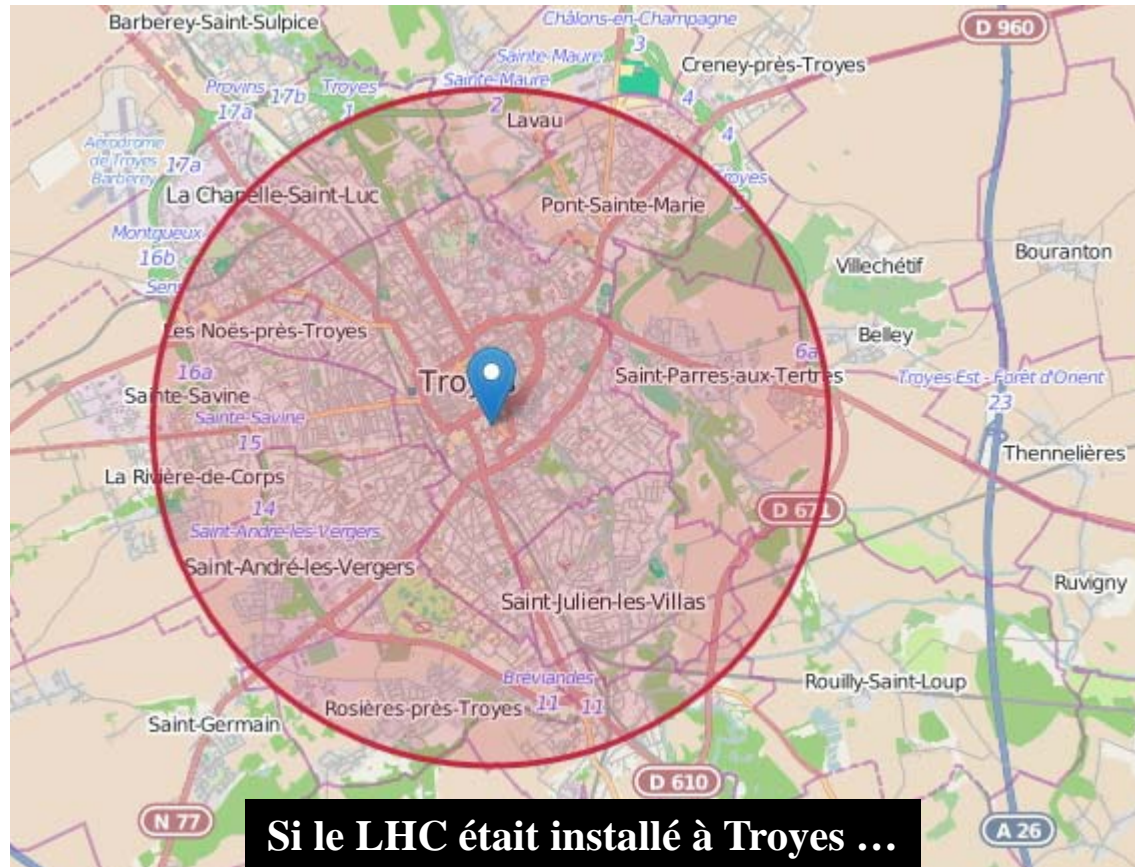 Barberey-Saint-Sulpice
Châlons-en-Champagne
3
D 960
Sainte-Maure
Creney-près-Troyes
Provins
17b
17a
Troyes
1
Sainte-Maure
2
4
Lavau
4
Aérodrome
de Troyes
Barberey
17a
Troyes
La Chapelle-Saint-Luc
Pont-Sainte-Marie
Montgueux
16b
Villechétif
Bouranton
Sens
Les Noës-près-Troyes
Belley
6a
16a
Troyes
Saint-Parres-aux-Tertres
Troyes Est - Forêt d'Orient
23
Sainte-Savine
Sainte-Savine
15
Thennelières
La Rivière-de-Corps
14
D 671
Saint-André-les-Vergers
Saint-André-les-Vergers
Ruvigny
Saint-Julien-les-Villas
Bréviandes
11
11
Rouilly-Saint-Loup
Rosières-près-Troyes
Saint-Germain
D 610
N 77
A 26
Si le LHC était installé à Troyes …